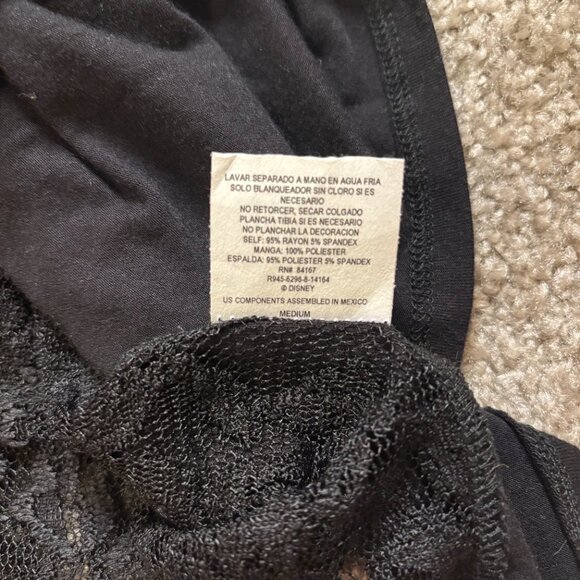 LAVAR SEPARADO A MANO EN AGUA FRIA
SOLO BLANQUEADOR SIN CLORO SI ES
NECESARIO
NO RETORCER, SECAR COLGADO
PLANCHA TIBIA SI ES NECESARIO
NO PLANCHAR LA DECORACION
SELF: 95% RAYON 5% SPANDEX
MANGA: 100% POLIESTER
ESPALDA: 95% POLIESTER 5% SPANDEX
RN# 84167
R945-6296-8-14164
© DISNEY
US COMPONENTS ASSEMBLED IN MEXICO
MEDIUM